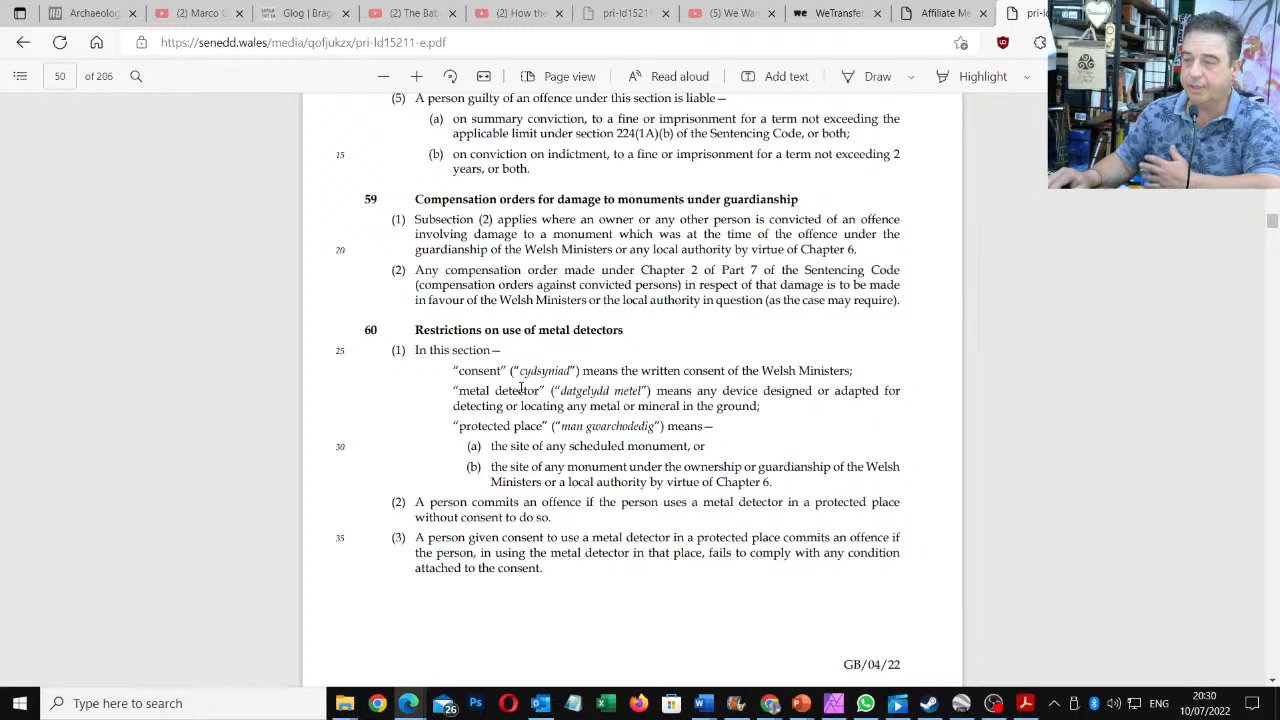 Archaeolog
(2) Marco G
Clog | Brag
(2) The Bat
(2) How m
pri-ld1521
(5) We Wa
WeTransfer
Affiliate Me
pri-ld
https://senedd.wales/media/qofjukzx/pri-ld15211-e.pdf
50 of 206
Page view
Read aloud
Add text
Draw
Highlight
(5) A person guilty of an offence under this section is liable—
(a) on summary conviction, to a fine or imprisonment for a term not exceeding the
applicable limit under section 224(1A)(b) of the Sentencing Code, or both;
15 (b) on conviction on indictment, to a fine or imprisonment for a term not exceeding 2
years, or both.
59 Compensation orders for damage to monuments under guardianship
(1) Subsection (2) applies where an owner or any other person is convicted of an offence
involving damage to a monument which was at the time of the offence under the
20 guardianship of the Welsh Ministers or any local authority by virtue of Chapter 6.
(2) Any compensation order made under Chapter 2 of Part 7 of the Sentencing Code
(compensation orders against convicted persons) in respect of that damage is to be made
in favour of the Welsh Ministers or the local authority in question (as the case may require).
60 Restrictions on use of metal detectors
25 (1) In this section—
“consent” (“cydsyniad”) means the written consent of the Welsh Ministers;
“metal detector” (“datgelydd metel”) means any device designed or adapted for
detecting or locating any metal or mineral in the ground;
“protected place” (“man gwarchodedig”) means—
30 (a) the site of any scheduled monument, or
(b) the site of any monument under the ownership or guardianship of the Welsh
Ministers or a local authority by virtue of Chapter 6.
(2) A person commits an offence if the person uses a metal detector in a protected place
without consent to do so.
35 (3) A person given consent to use a metal detector in a protected place commits an offence if
the person, in using the metal detector in that place, fails to comply with any condition
attached to the consent.
GB/04/22
Type here to search
26
ENG
20:30
10/07/2022